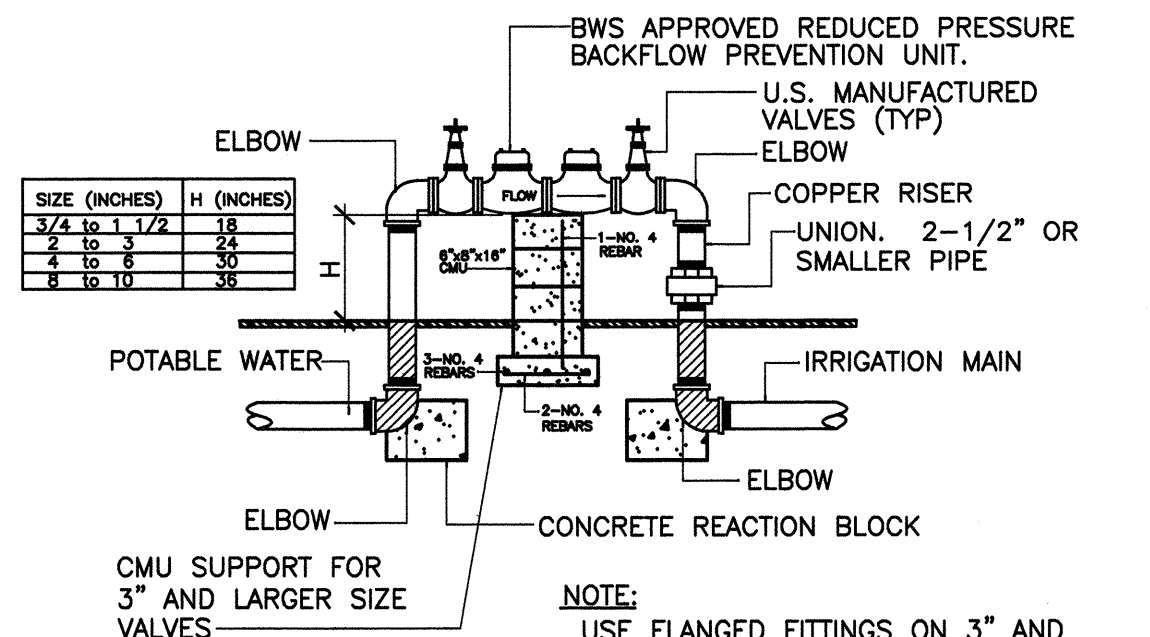 BWS APPROVED REDUCED PRESSURE
BACKFLOW PREVENTION UNIT.
U.S. MANUFACTURED
VALVES (TYP)
ELBOW
ELBOW
SIZE (INCHES) H (INCHES)
3/4 to 1 1/2 18
2 to 3 24
4 to 6 30
8 to 10 36
FLOW
COPPER RISER
1-NO. 4
REBAR
6"x8"x16"
CMU
UNION. 2-1/2" OR
SMALLER PIPE
H
POTABLE WATER
3-NO. 4
REBARS
IRRIGATION MAIN
2-NO. 4
REBARS
ELBOW
ELBOW
CONCRETE REACTION BLOCK
CMU SUPPORT FOR
3" AND LARGER SIZE
VALVES
NOTE:
USE FLANGED FITTINGS ON 3" AND